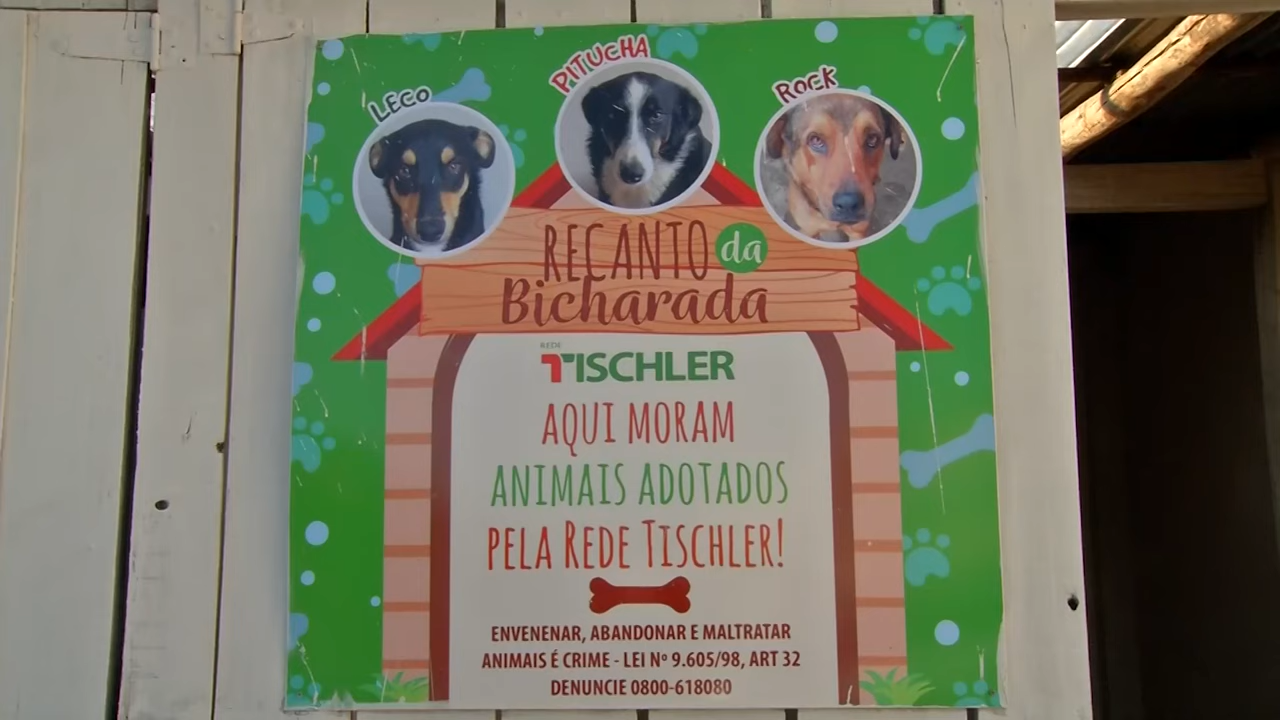 LECO
PITUCHA
ROCK
RECANTO da
Bicharada
REDE
TISCHLER
AQUI MORAM
ANIMAIS ADOTADOS
PELA REDE TISCHLER!
ENVENENAR, ABANDONAR E MALTRATAR
ANIMAIS É CRIME - LEI Nº 9.605/98, ART 32
DENUNCIE 0800-618080